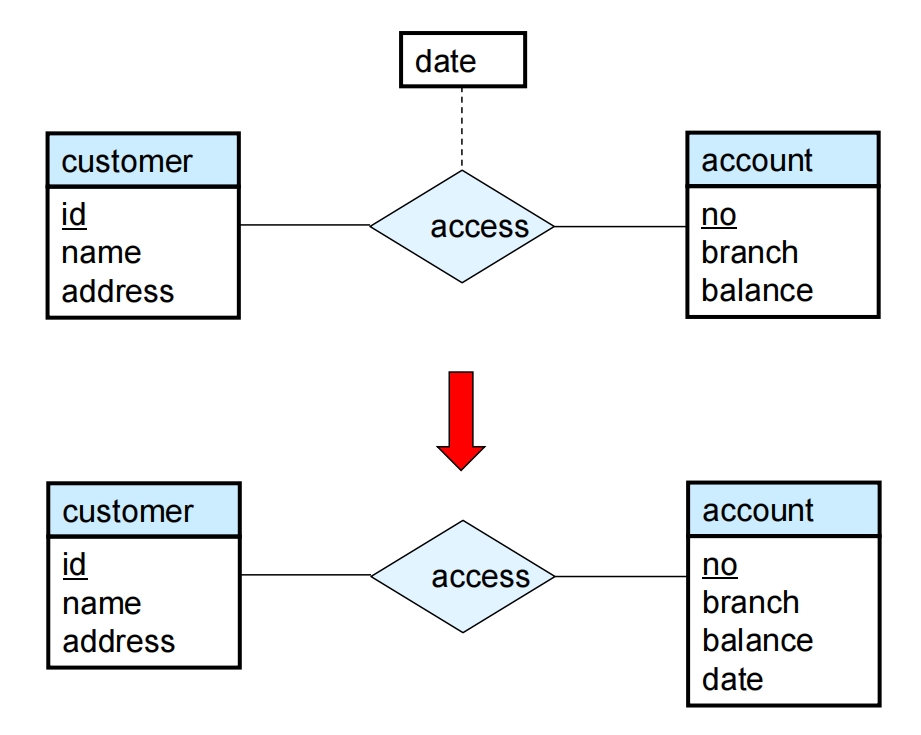 date
customer
id
name
address
access
account
no
branch
balance
customer
id
name
address
access
account
no
branch
balance
date